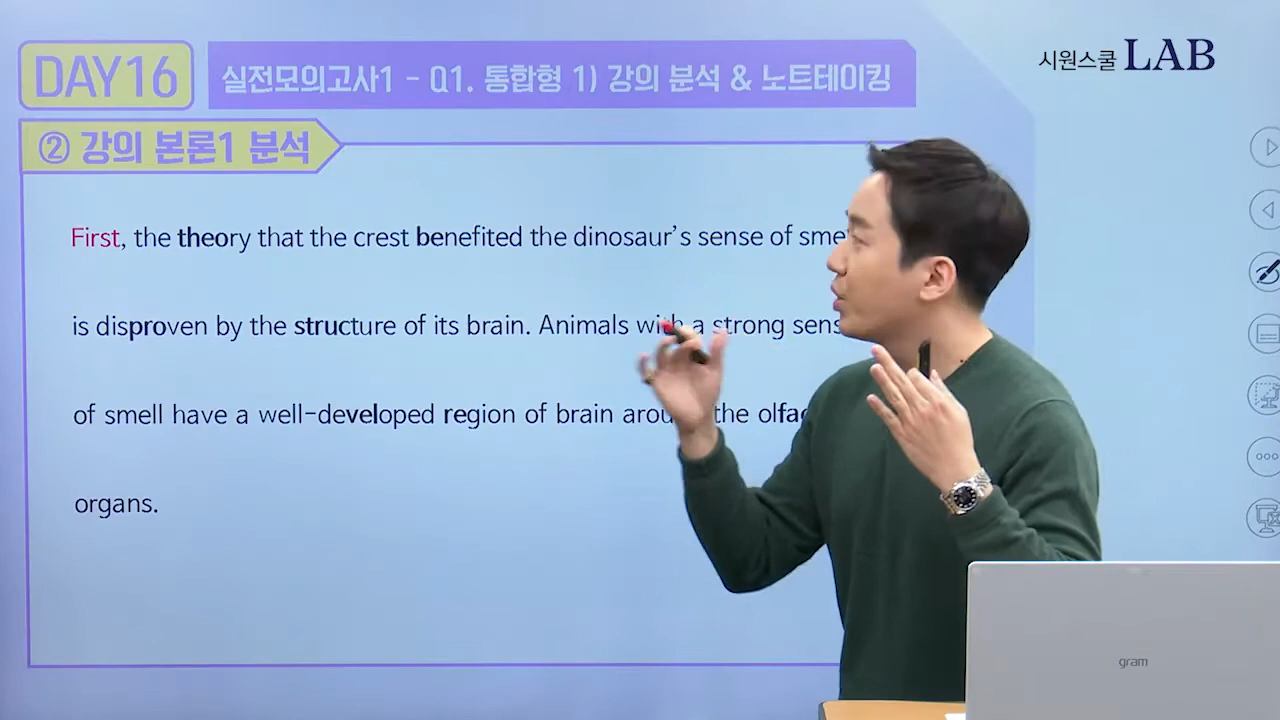 DAY16
실전모의고사1 - Q1. 통합형 1) 강의 분석 & 노트테이킹
시원스쿨 LAB
② 강의 본론1 분석
First, the theory that the crest benefited the dinosaur's sense of
is disproven by the structure of its brain. Animals with a strong
of smell have a well-developed region of brain the
organs.
gram